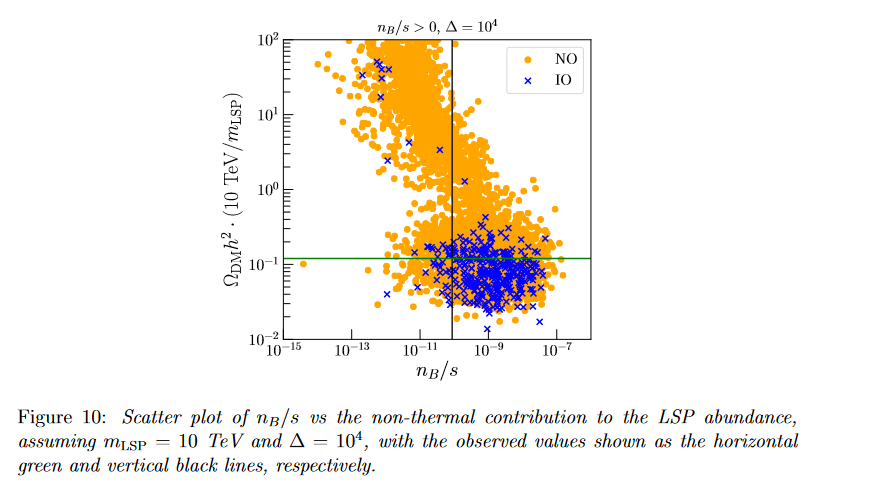 n_B/s > 0, Δ = 10^4
NO
IO
10^2
10^1
10^0
10^−1
10^−2
Ω_DM h^2 · (10 TeV/m_LSP)
10^−15 10^−13 10^−11 10^−9 10^−7
n_B/s
Figure 10: Scatter plot of n_B/s vs the non-thermal contribution to the LSP abundance,
assuming m_LSP = 10 TeV and Δ = 10^4, with the observed values shown as the horizontal
green and vertical black lines, respectively.